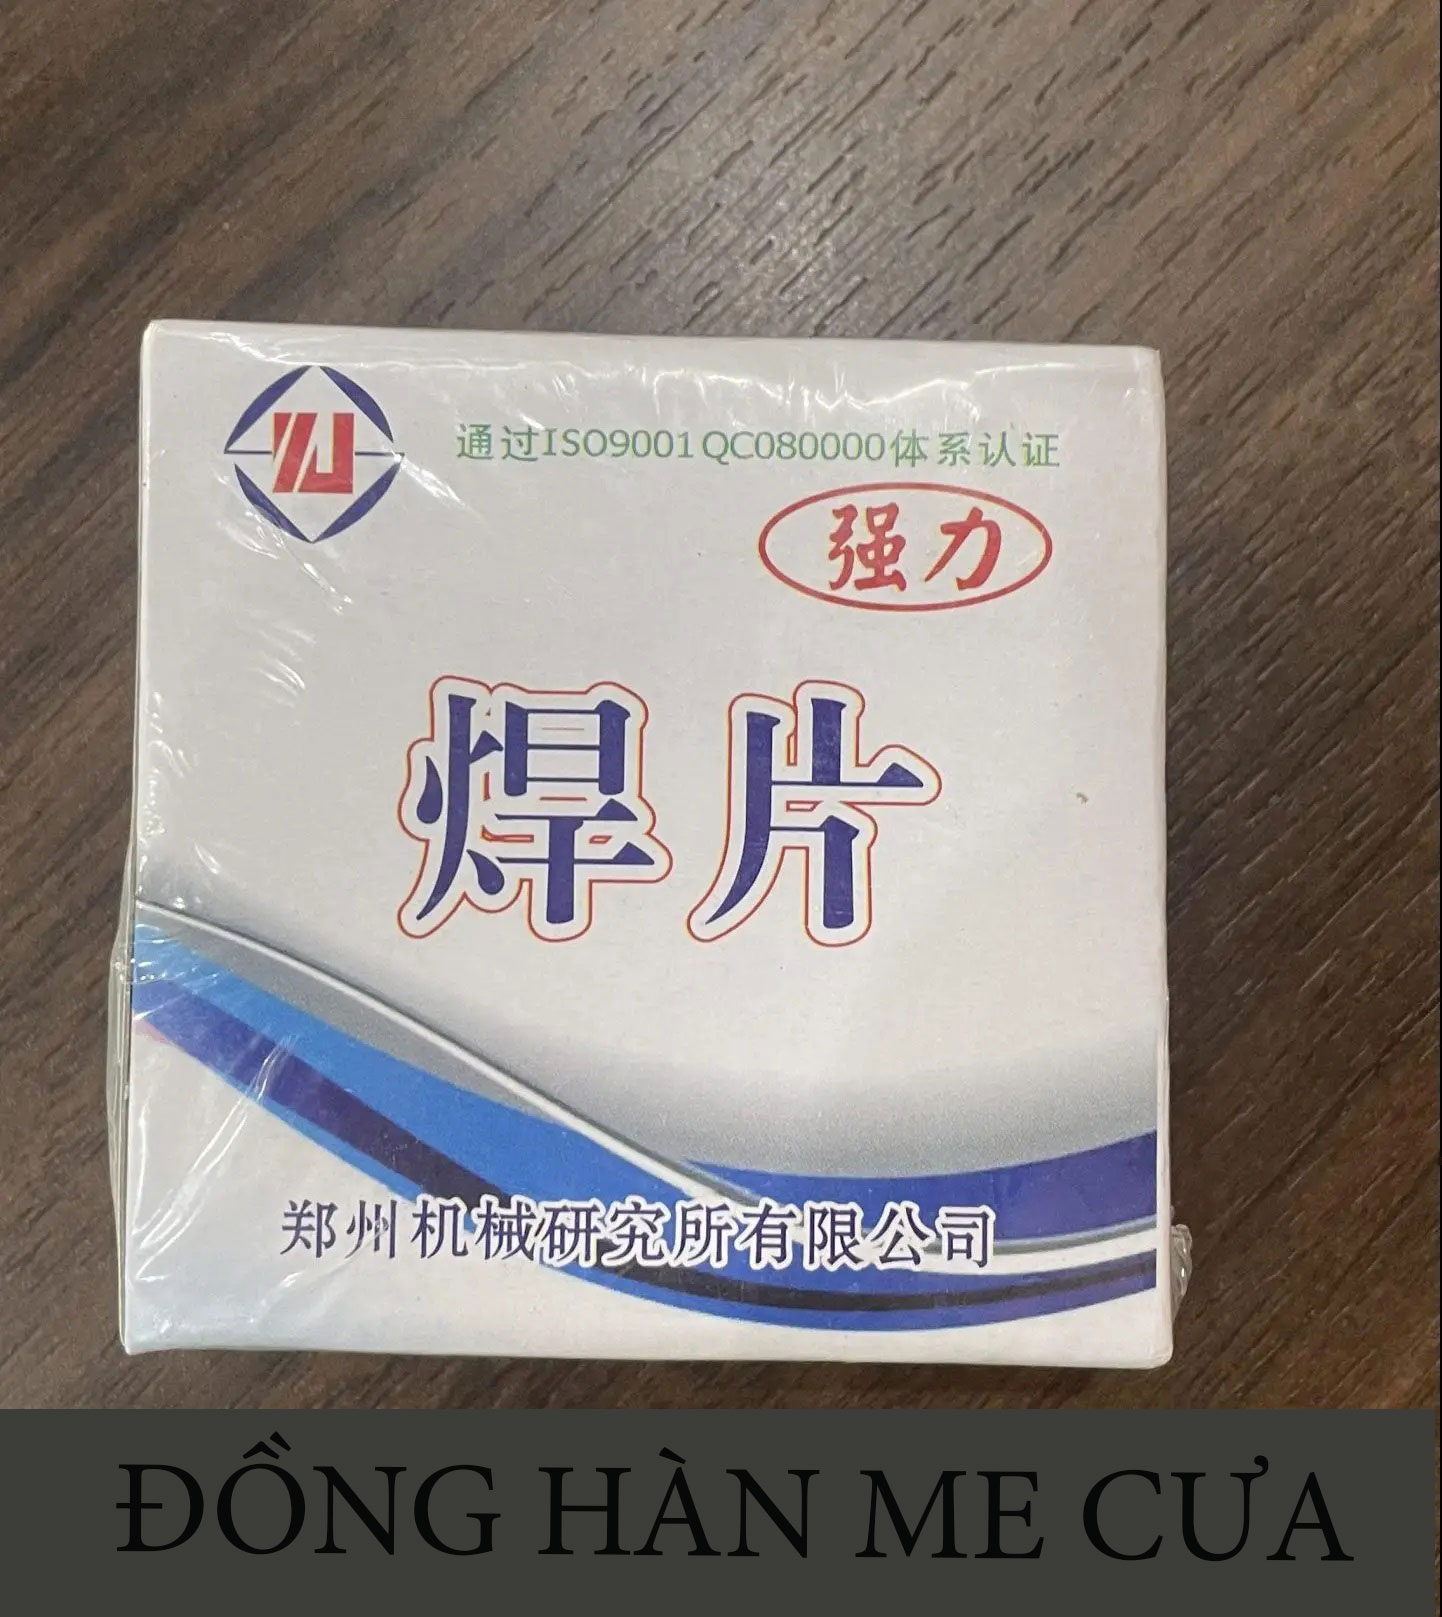 通过ISO9001 QC080000体系认证
强力
焊片
郑州机械研究所有限公司
ĐỒNG HÀN ME CƯA